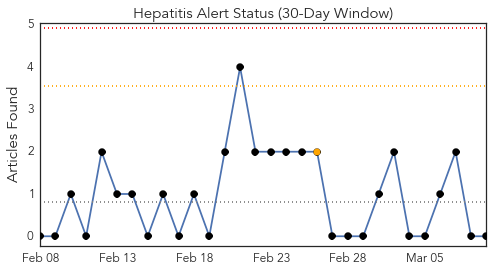 Hepatitis Alert Status (30-Day Window)
Articles Found
5
4
3
2
1
0
Feb 08 Feb 13 Feb 18 Feb 23 Feb 28 Mar 05